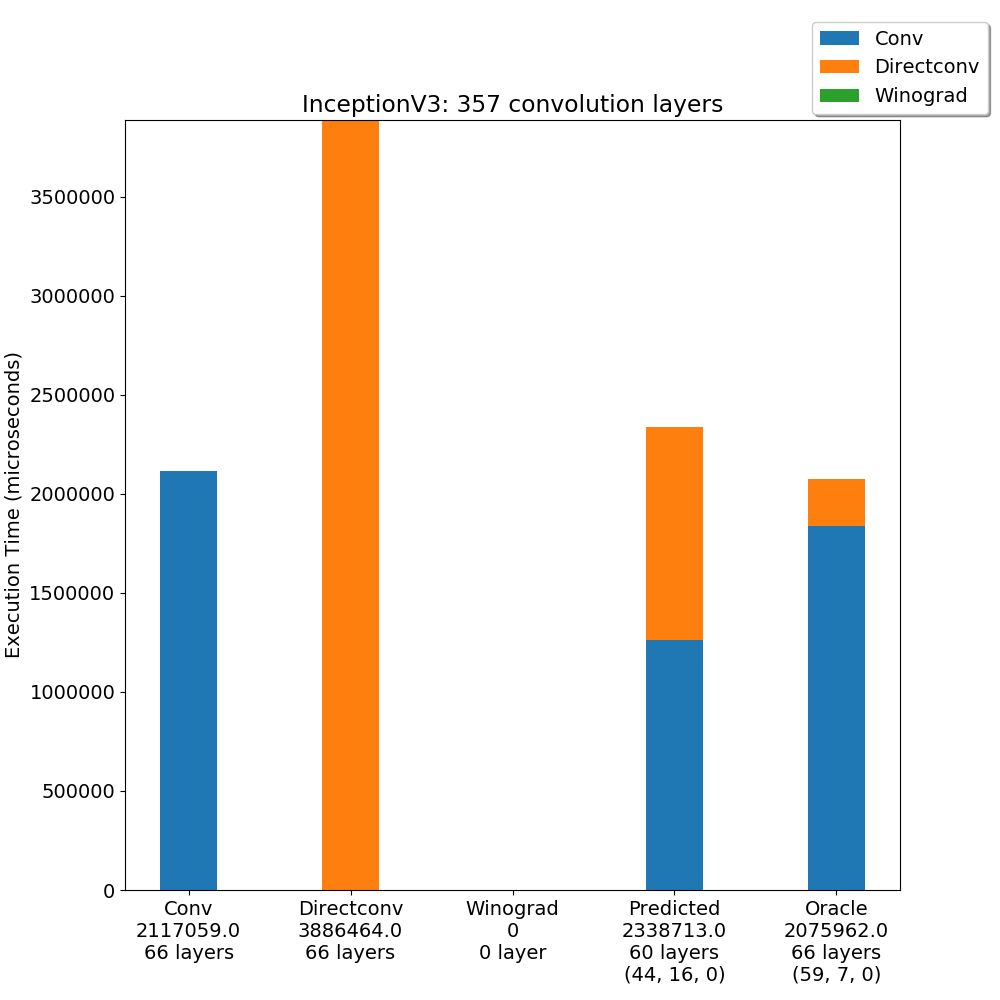 Conv
Directconv
Winograd
InceptionV3: 357 convolution layers
Execution Time (microseconds)
3500000
3000000
2500000
2000000
1500000
1000000
500000
0
Conv
2117059.0
66 layers
Directconv
3886464.0
66 layers
Winograd
0
0 layer
Predicted
2338713.0
60 layers
(44, 16, 0)
Oracle
2075962.0
66 layers
(59, 7, 0)